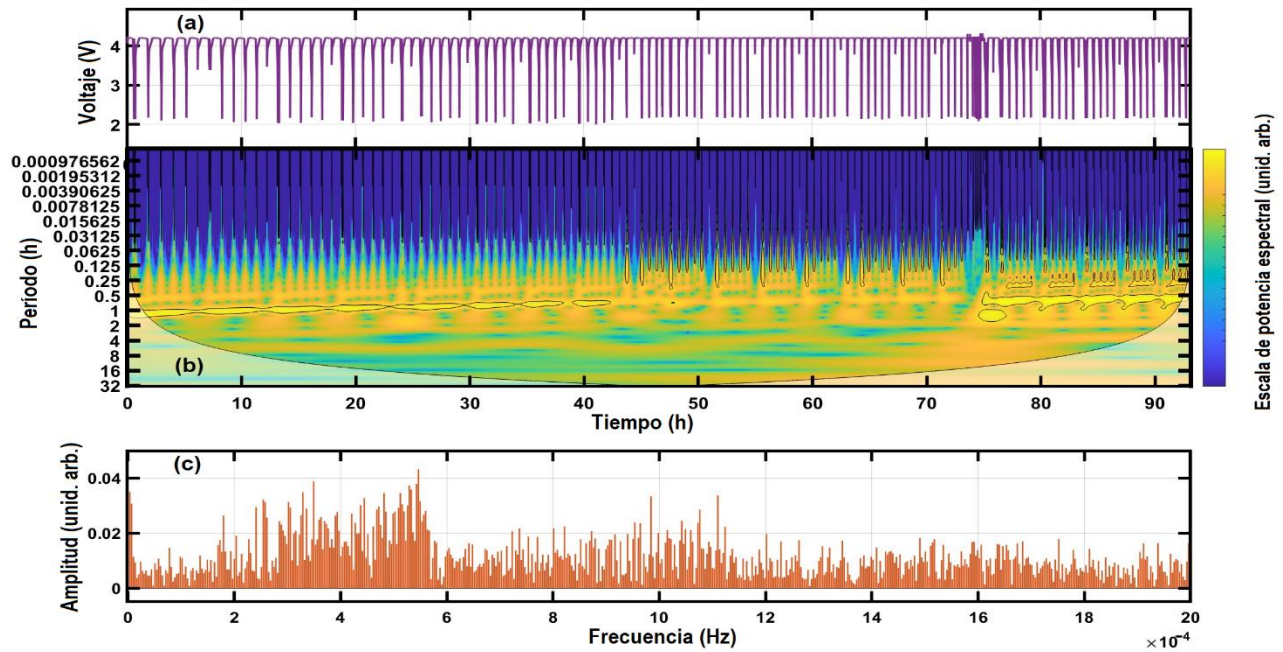 (a)
Voltaje (V)
4
3
2
Período (h)
0.000976562
0.00195312
0.00390625
0.0078125
0.015625
0.03125
0.0625
0.125
0.25
0.5
1
2
4
8
16
32
(b)
0 10 20 30 40 50 60 70 80 90
Tiempo (h)
Escala de potencia espectral (unid. arb.)
(c)
Amplitud (unid. arb.)
0.04
0.02
0
0 2 4 6 8 10 12 14 16 18 20
Frecuencia (Hz)
×10⁻⁴